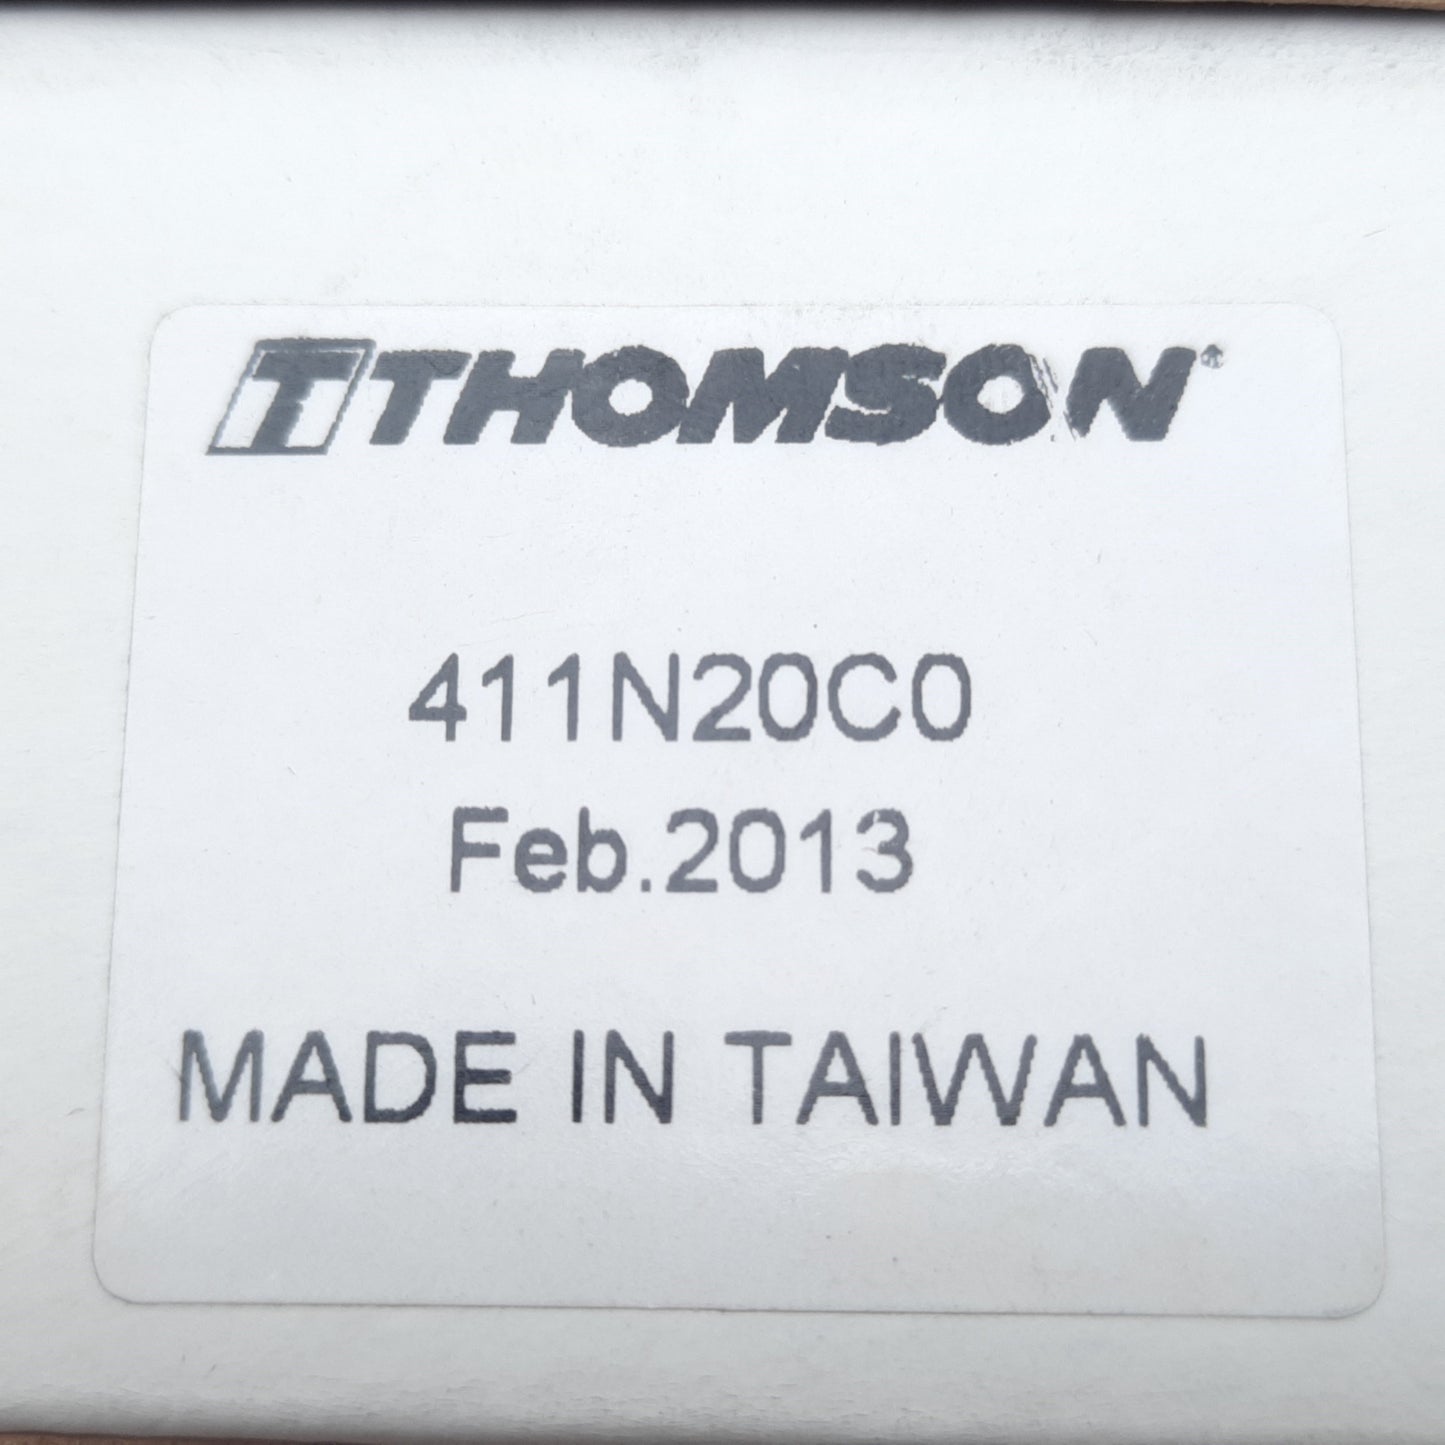 T THOMSON®
411N20C0
Feb.2013
MADE IN TAIWAN